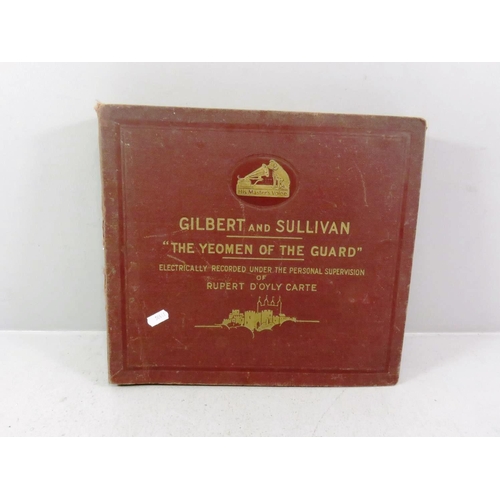 His Master's Voice
GILBERT AND SULLIVAN
"THE YEOMEN OF THE GUARD"
ELECTRICALLY RECORDED UNDER THE PERSONAL SUPERVISION
OF
RUPERT D'OYLY CARTE